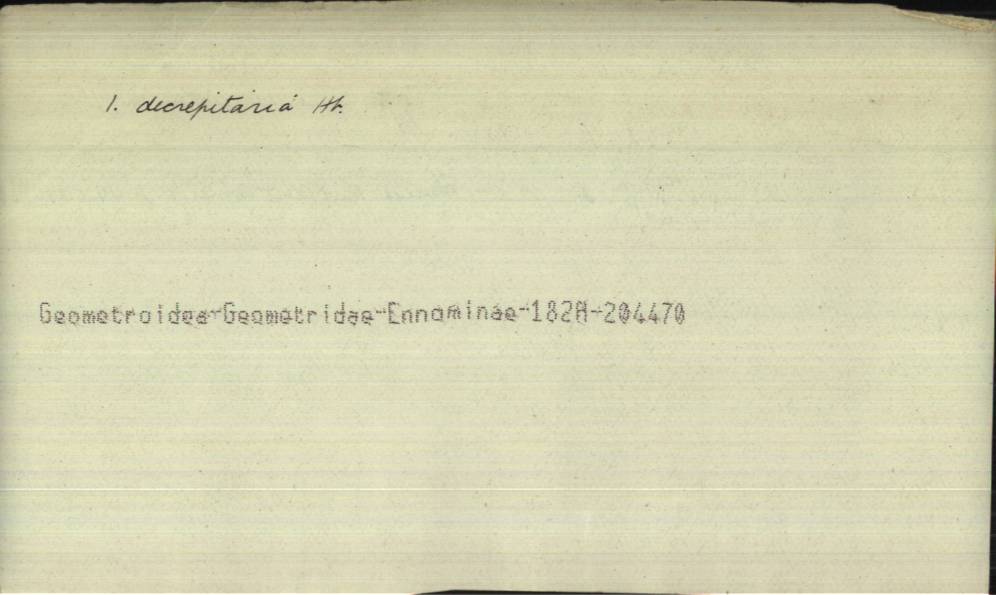 1. decrepitaria Hb.
Geometroidea-Geometridae-Ennominae-182A-204470